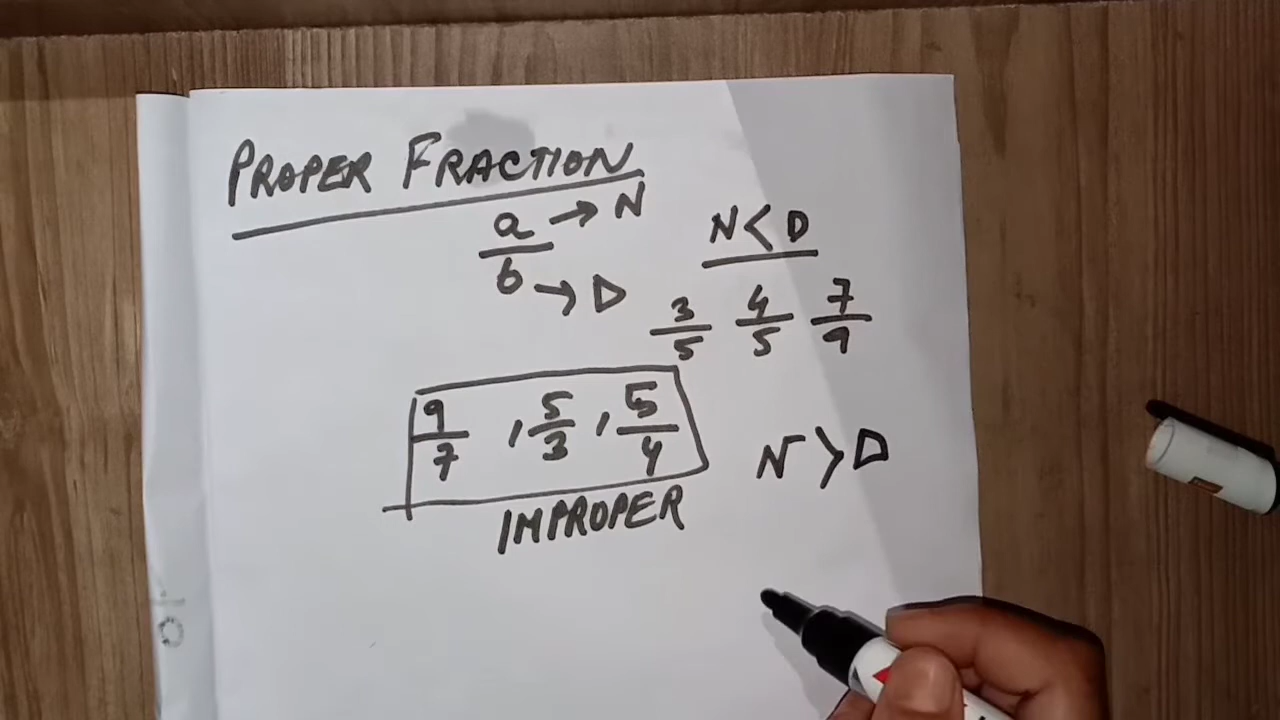 PROPER FRACTION
a → N
b → D
N < D
3/5 4/5 7/9
9/7 , 5/3 , 5/4
N > D
IMPROPER